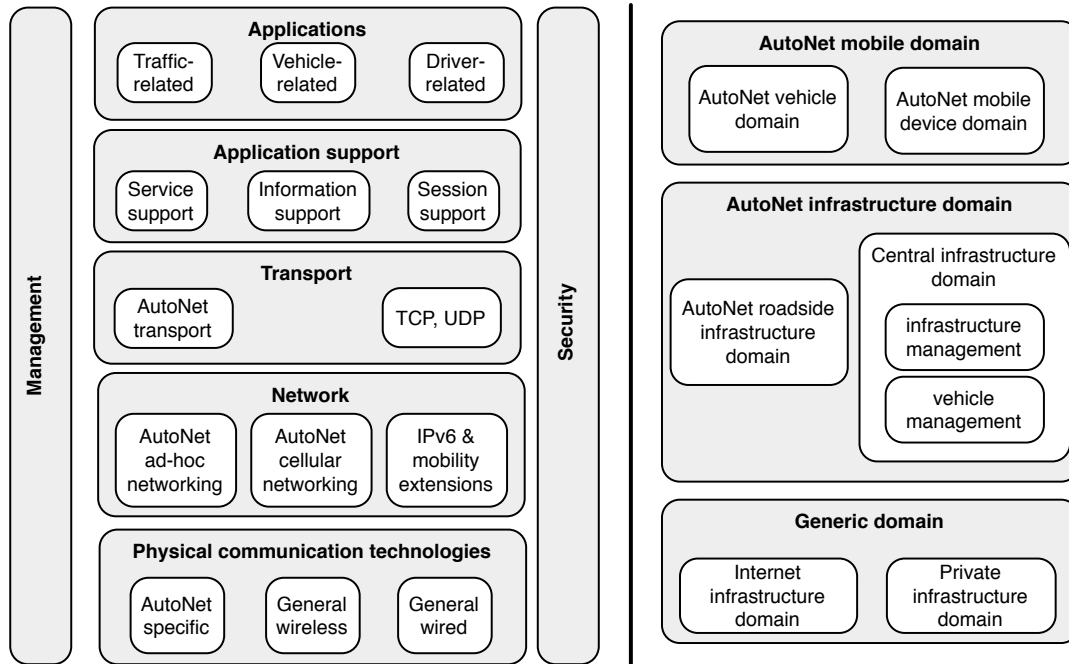 Management
Applications
Traffic-
related
Vehicle-
related
Driver-
related
Application support
Service
support
Information
support
Session
support
Transport
AutoNet
transport
TCP, UDP
Network
AutoNet
ad-hoc
networking
AutoNet
cellular
networking
IPv6 &
mobility
extensions
Physical communication technologies
AutoNet
specific
General
wireless
General
wired
Security
AutoNet mobile domain
AutoNet vehicle
domain
AutoNet mobile
device domain
AutoNet infrastructure domain
AutoNet roadside
infrastructure
domain
Central infrastructure
domain
infrastructure
management
vehicle
management
Generic domain
Internet
infrastructure
domain
Private
infrastructure
domain